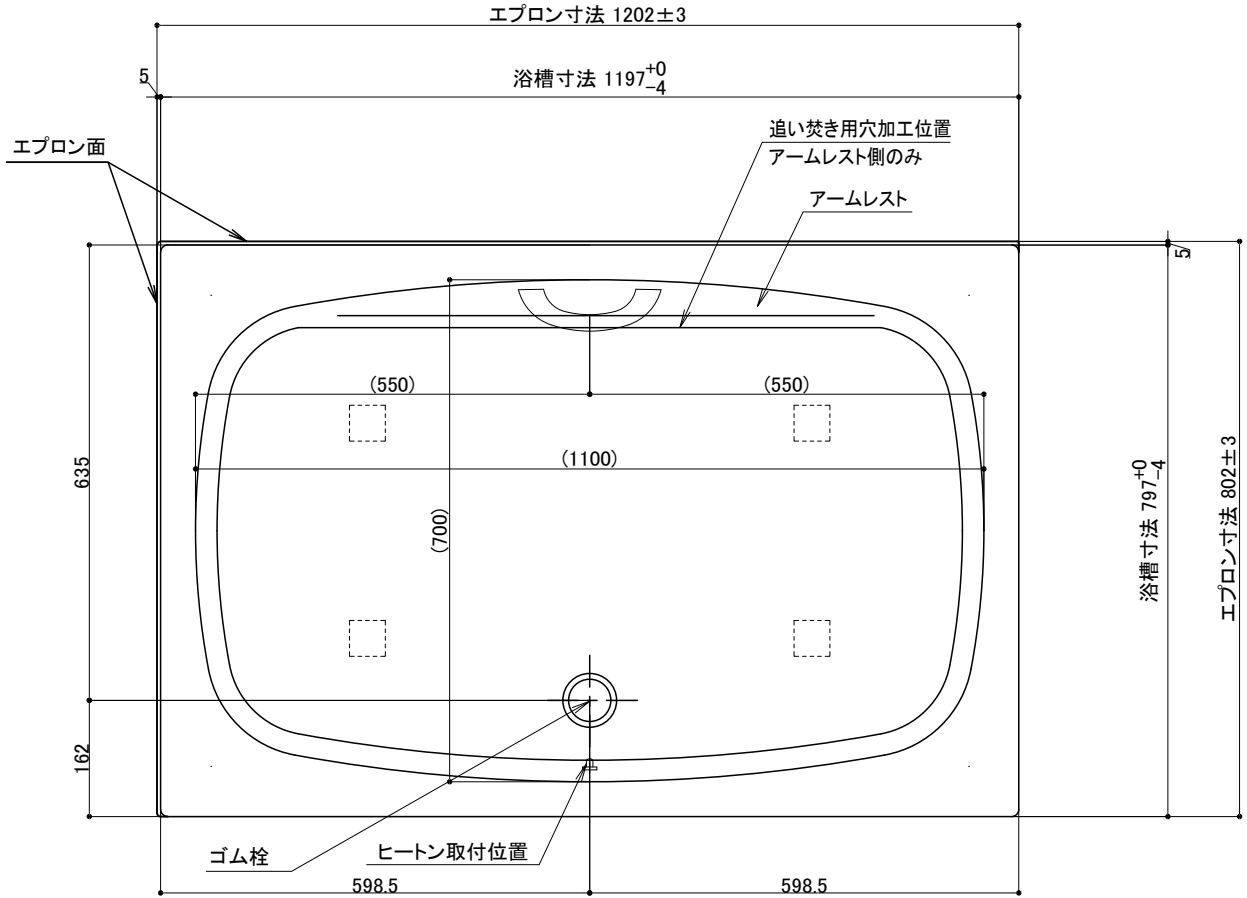 エプロン寸法 1202±3
浴槽寸法 1197 +0 -4
5
エプロン面
追い焚き用穴加工位置
アームレスト側のみ
アームレスト
5
(550)
(550)
(1100)
635
(700)
浴槽寸法 797 +0 -4
エプロン寸法 802±3
162
ゴム栓
ヒートン取付位置
598.5
598.5